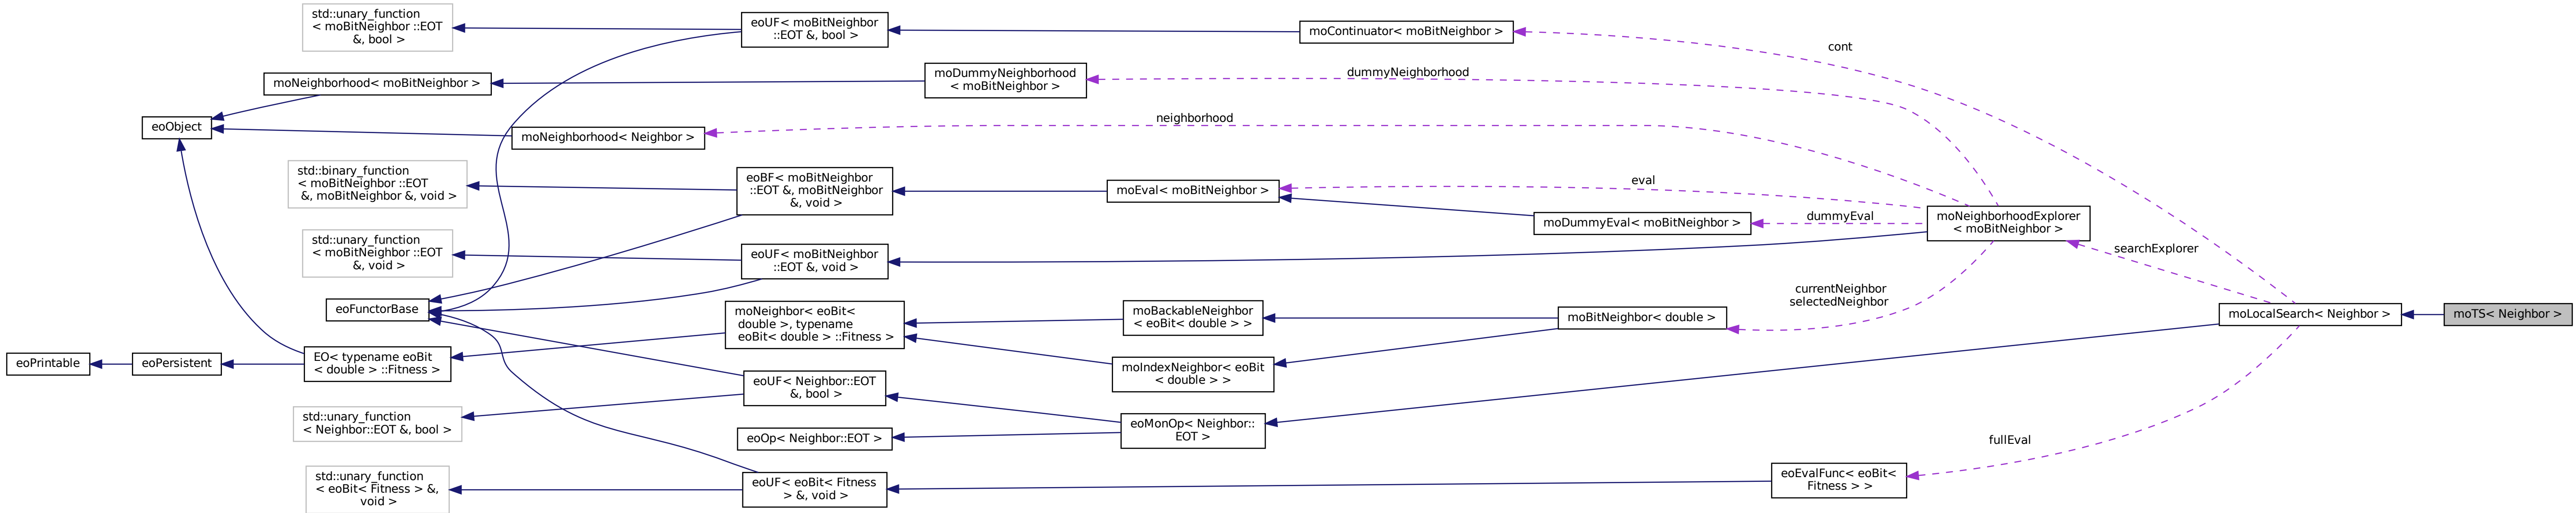 std::unary_function
< moBitNeighbor ::EOT
&, bool >
eoUF< moBitNeighbor
::EOT &, bool >
moContinuator< moBitNeighbor >
cont
moNeighborhood< moBitNeighbor >
moDummyNeighborhood
< moBitNeighbor >
dummyNeighborhood
eoObject
moNeighborhood< Neighbor >
neighborhood
std::binary_function
< moBitNeighbor ::EOT
&, moBitNeighbor &, void >
eoBF< moBitNeighbor
::EOT &, moBitNeighbor
&, void >
moEval< moBitNeighbor >
eval
moDummyEval< moBitNeighbor >
dummyEval
moNeighborhoodExplorer
< moBitNeighbor >
searchExplorer
std::unary_function
< moBitNeighbor ::EOT
&, void >
eoUF< moBitNeighbor
::EOT &, void >
eoFunctorBase
moNeighbor< eoBit<
double >, typename
eoBit< double > ::Fitness >
moBackableNeighbor
< eoBit< double > >
moBitNeighbor< double >
currentNeighbor
selectedNeighbor
moLocalSearch< Neighbor >
moTS< Neighbor >
eoPrintable
eoPersistent
EO< typename eoBit
< double > ::Fitness >
moIndexNeighbor< eoBit
< double > >
eoUF< Neighbor::EOT
&, bool >
std::unary_function
< Neighbor::EOT &, bool >
eoOp< Neighbor::EOT >
eoMonOp< Neighbor::
EOT >
fullEval
std::unary_function
< eoBit< Fitness > &,
void >
eoUF< eoBit< Fitness
> &, void >
eoEvalFunc< eoBit<
Fitness > >